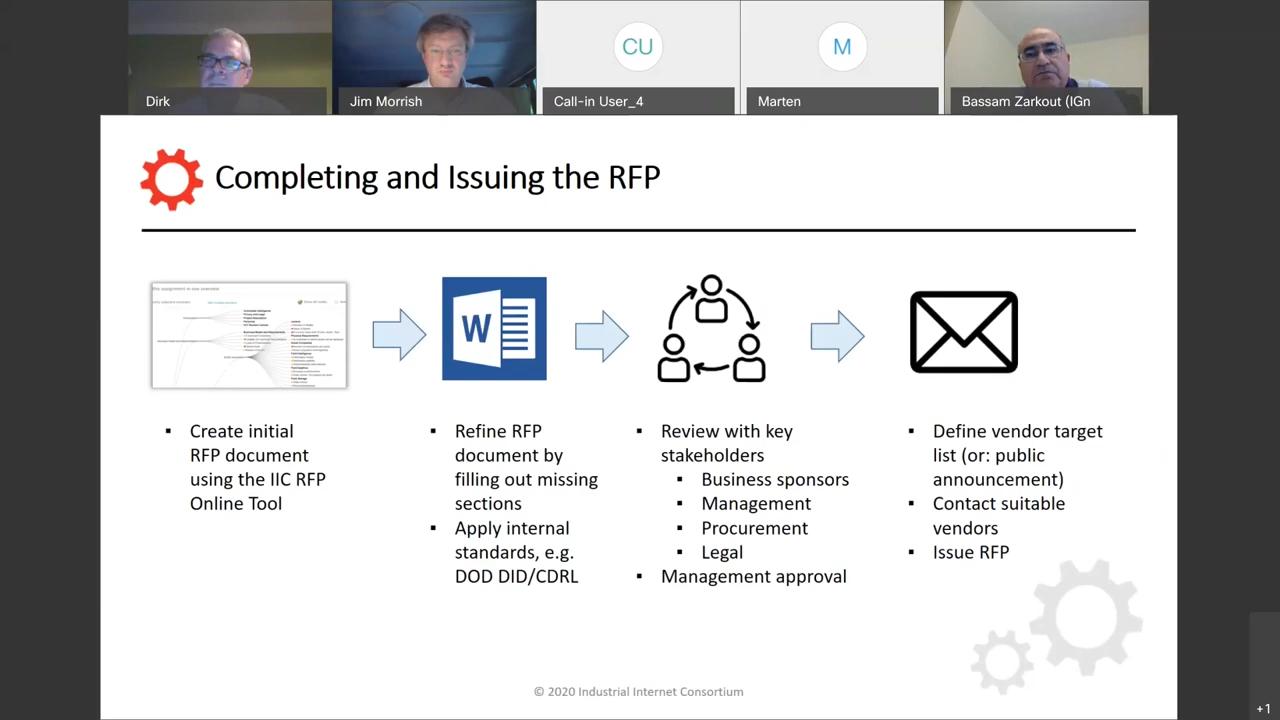 CU
M
Dirk
Jim Morrish
Call-in User_4
Marten
Bassam Zarkout (IGn
Completing and Issuing the RFP
W
▪ Create initial
RFP document
using the IIC RFP
Online Tool
▪ Refine RFP
document by
filling out missing
sections
▪ Apply internal
standards, e.g.
DOD DID/CDRL
▪ Review with key
stakeholders
▪ Business sponsors
▪ Management
▪ Procurement
▪ Legal
▪ Management approval
▪ Define vendor target
list (or: public
announcement)
▪ Contact suitable
vendors
▪ Issue RFP
© 2020 Industrial Internet Consortium
+1